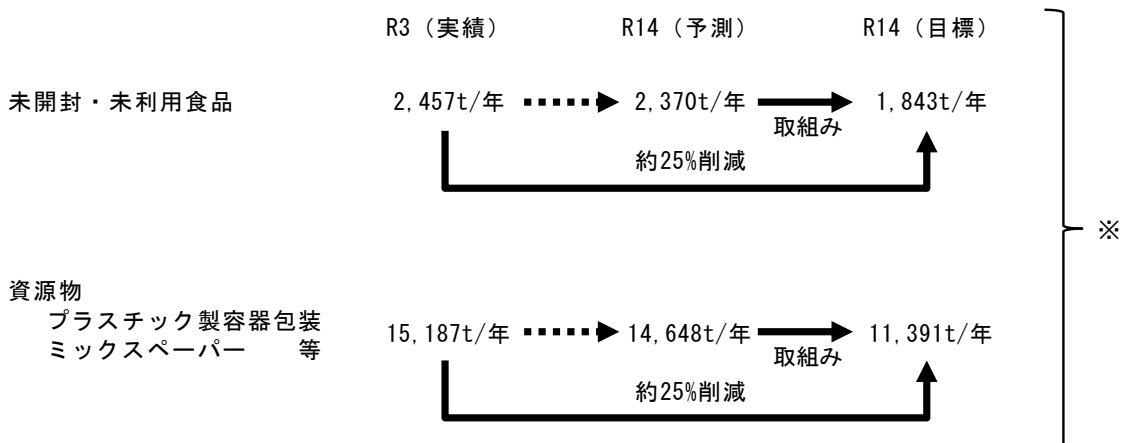 R3（実績） R14（予測） R14（目標）
未開封・未利用食品 2,457t/年 2,370t/年 1,843t/年
取組み
約25%削減
※
資源物
プラスチック製容器包装
ミックスペーパー 等
15,187t/年 14,648t/年 11,391t/年
取組み
約25%削減